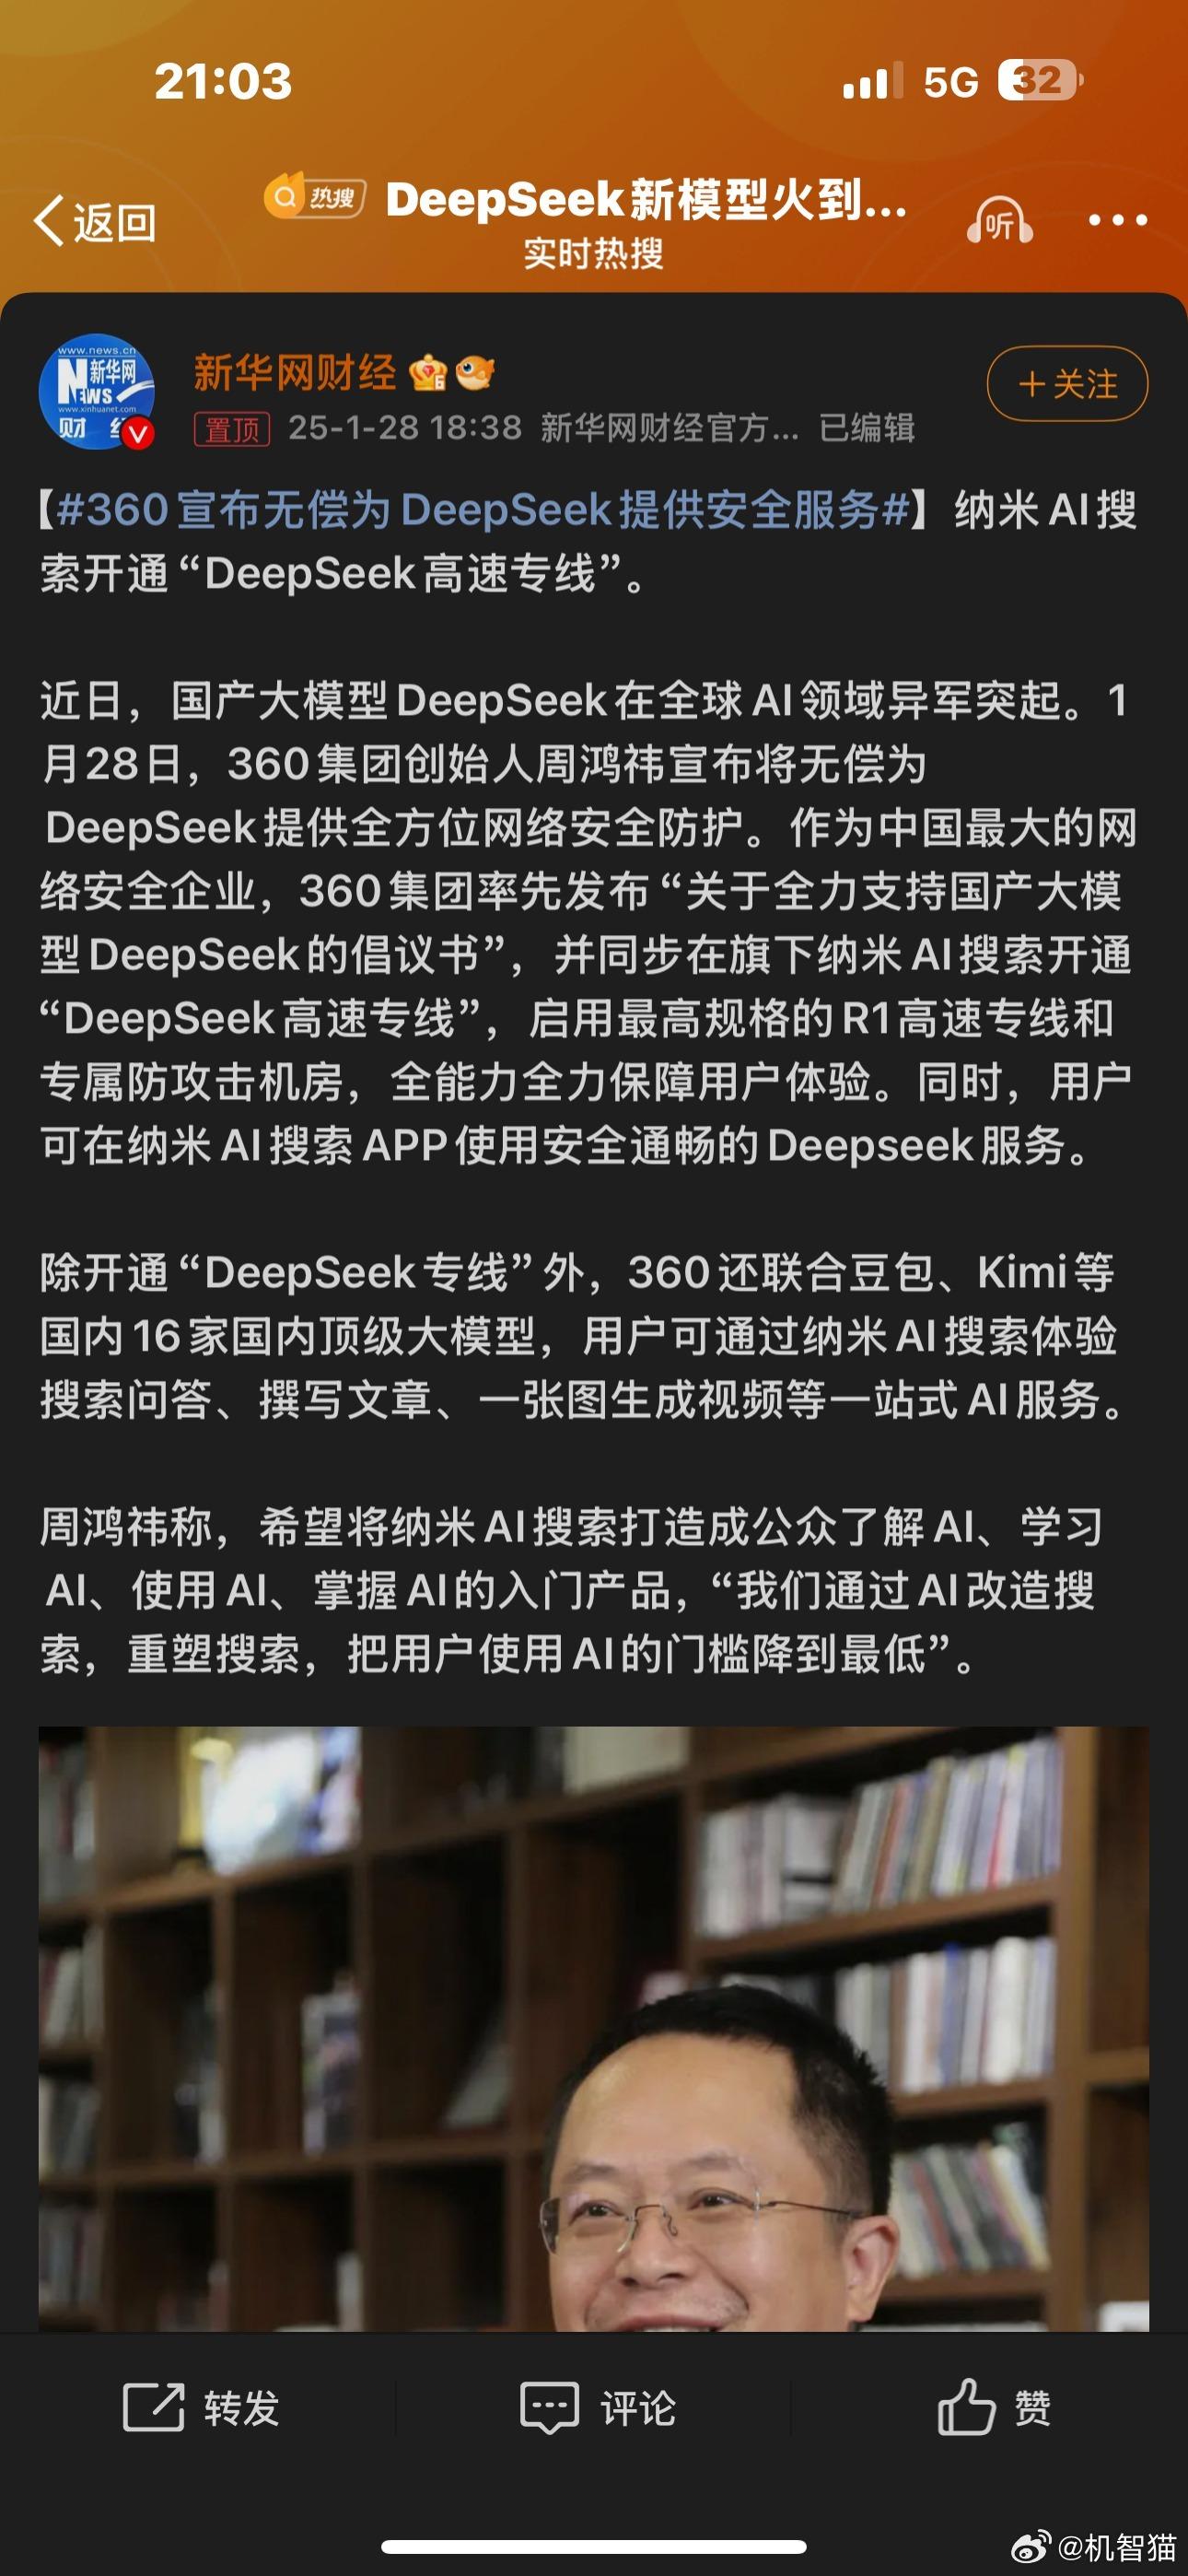 21:03
5G 32
返回
热搜 DeepSeek新模型火到...
听
实时热搜
www.news.cn
新华网
NEWS
www.xinhuanet.com
财
新华网财经
+关注
置顶 25-1-28 18:38 新华网财经官方... 已编辑
【#360宣布无偿为DeepSeek提供安全服务#】纳米AI搜
索开通“DeepSeek高速专线”。
近日，国产大模型DeepSeek在全球AI领域异军突起。1
月28日，360集团创始人周鸿祎宣布将无偿为
DeepSeek提供全方位网络安全防护。作为中国最大的网
络安全企业，360集团率先发布“关于全力支持国产大模
型DeepSeek的倡议书”，并同步在旗下纳米AI搜索开通
“DeepSeek高速专线”，启用最高规格的R1高速专线和
专属防攻击机房，全能力全力保障用户体验。同时，用户
可在纳米AI搜索APP使用安全通畅的Deepseek服务。
除开通“DeepSeek专线”外，360还联合豆包、Kimi等
国内16家国内顶级大模型，用户可通过纳米AI搜索体验
搜索问答、撰写文章、一张图生成视频等一站式AI服务。
周鸿祎称，希望将纳米AI搜索打造成公众了解AI、学习
AI、使用AI、掌握AI的入门产品，“我们通过AI改造搜
索，重塑搜索，把用户使用AI的门槛降到最低”。
转发
评论
赞
@机智猫